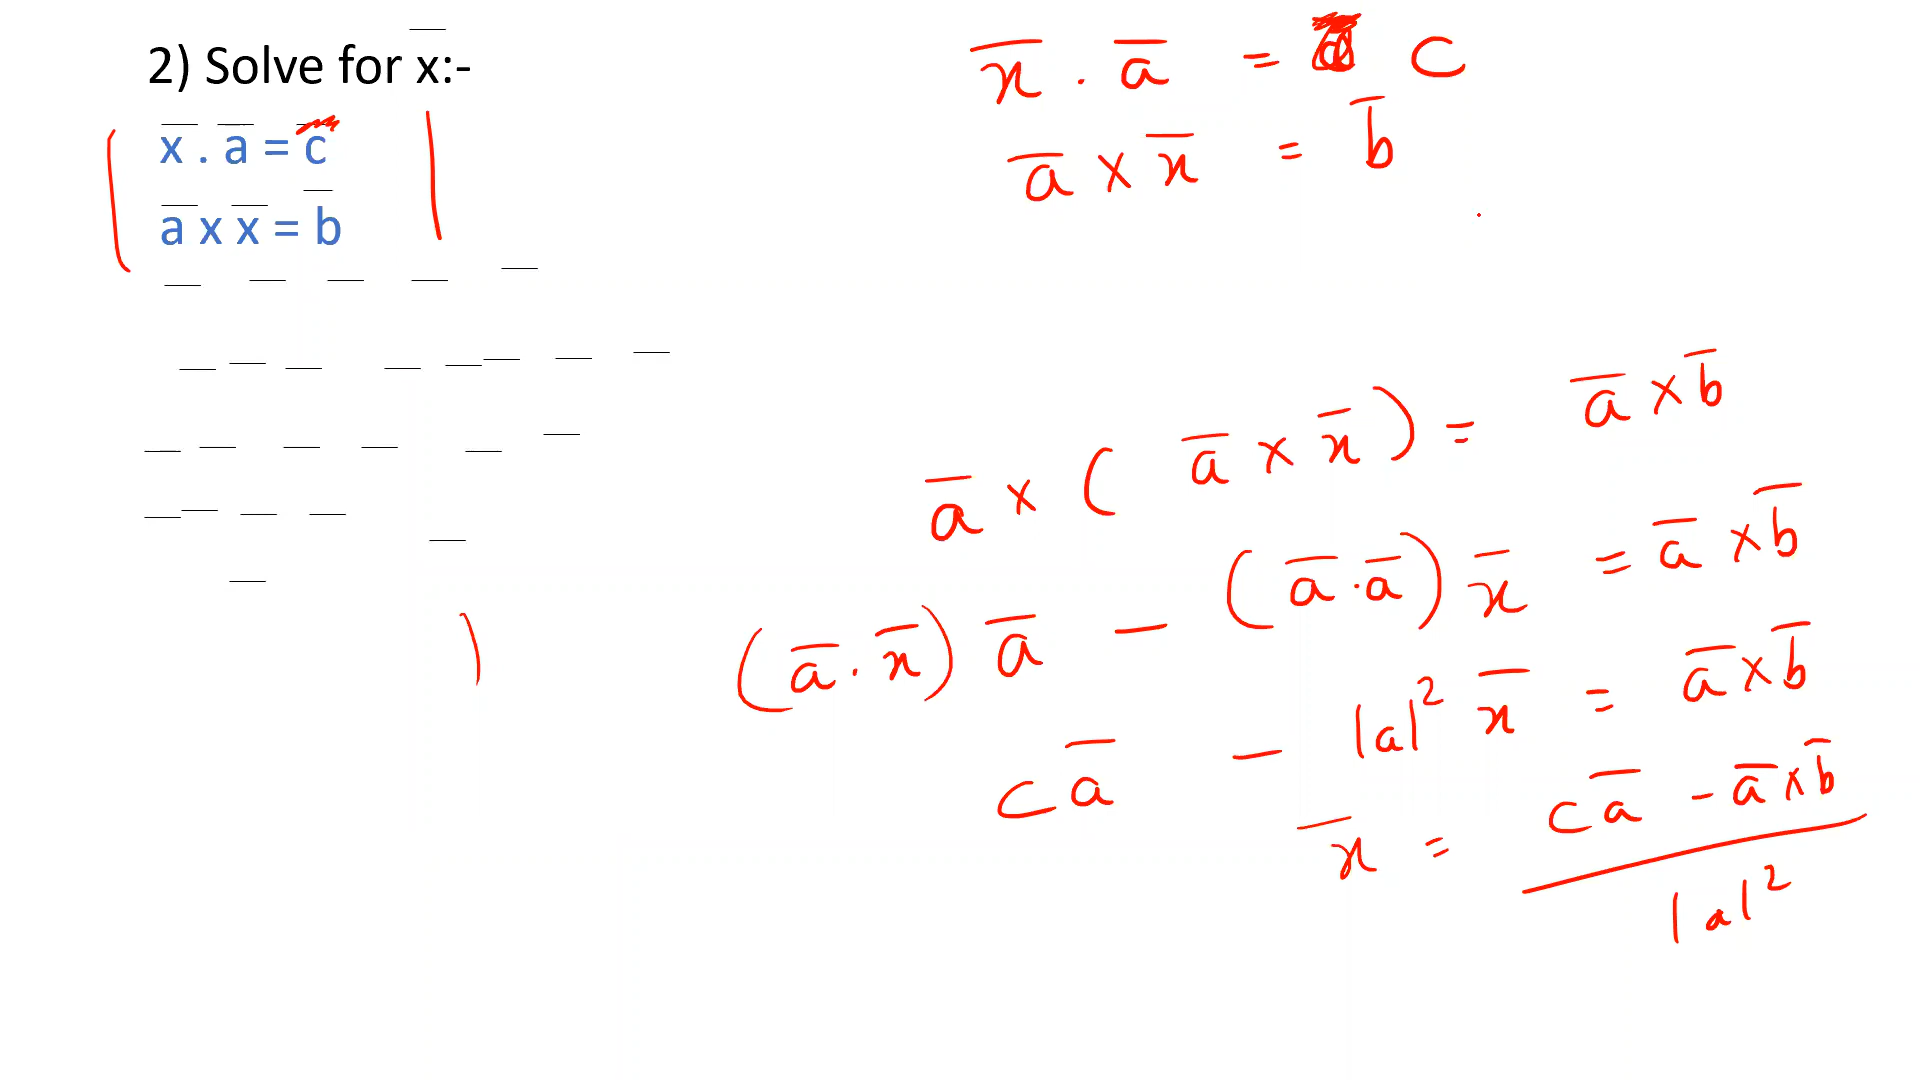 2) Solve for x̅:-
x̅ . a̅ = c̅
a̅ x x̅ = b̅
x̅ . a̅ = c
a̅ × x̅ = b̅
a̅ × ( a̅ × x̅ ) = a̅ × b̅
(a̅ . x̅) a̅ − (a̅ . a̅) x̅ = a̅ × b̅
c a̅ − |a|² x̅ = a̅ × b̅
x̅ = c a̅ − a̅ × b̅
|a|²